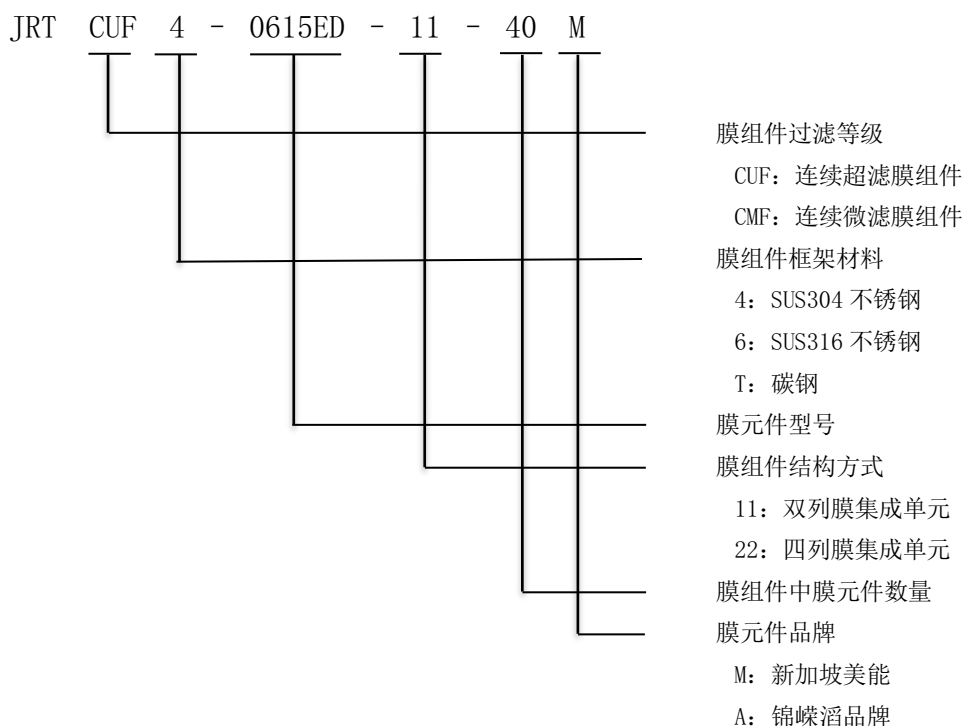 JRT CUF 4 - 0615ED - 11 - 40 M
膜组件过滤等级
CUF：连续超滤膜组件
CMF：连续微滤膜组件
膜组件框架材料
4：SUS304 不锈钢
6：SUS316 不锈钢
T：碳钢
膜元件型号
膜组件结构方式
11：双列膜集成单元
22：四列膜集成单元
膜组件中膜元件数量
膜元件品牌
M：新加坡美能
A：锦嵘滔品牌